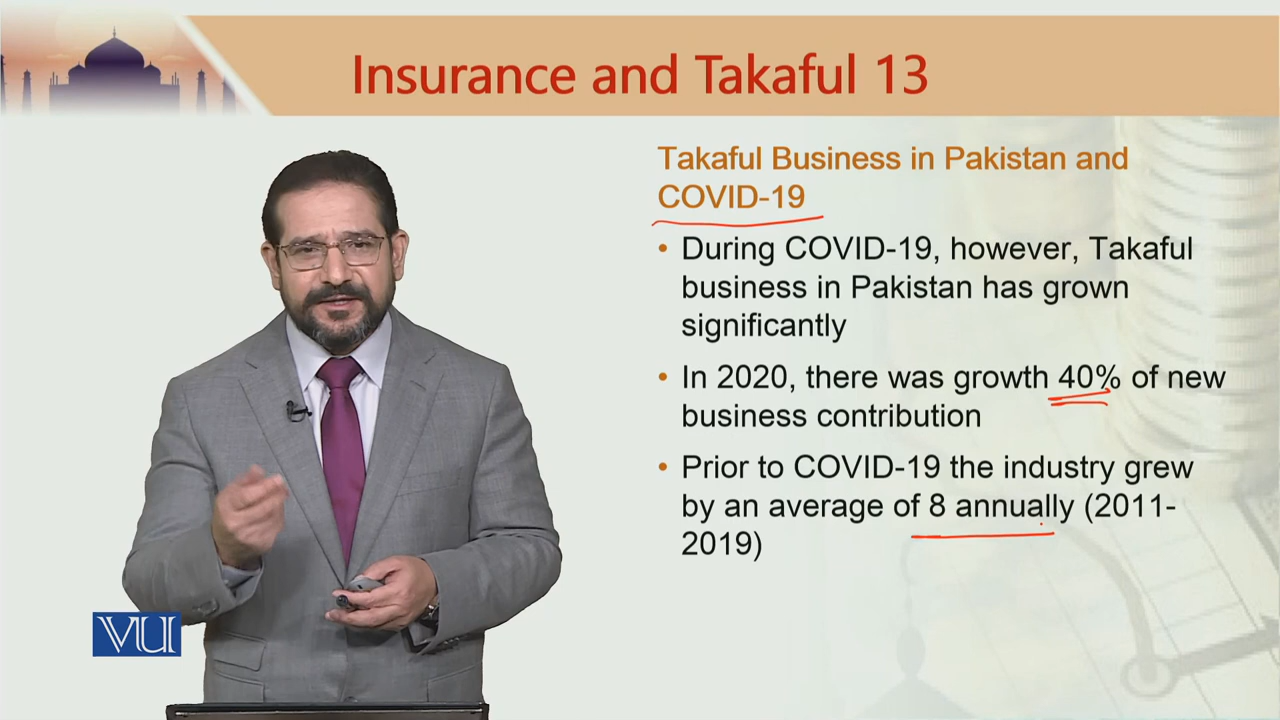 Insurance and Takaful 13
Takaful Business in Pakistan and
COVID-19
• During COVID-19, however, Takaful
business in Pakistan has grown
significantly
• In 2020, there was growth 40% of new
business contribution
• Prior to COVID-19 the industry grew
by an average of 8 annually (2011-
2019)
VU